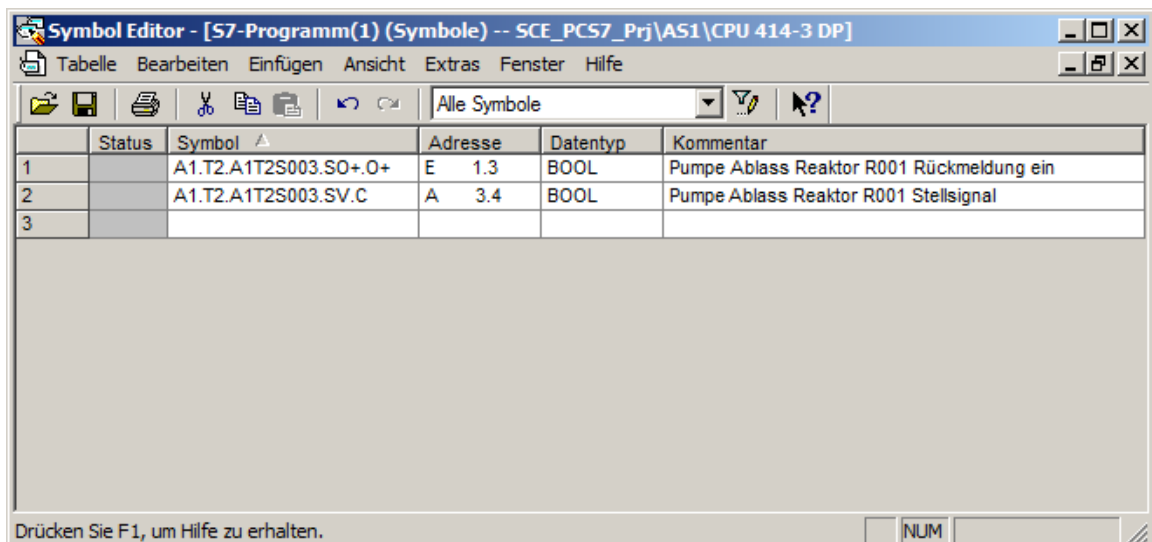 Symbol Editor - [S7-Programm(1) (Symbole) -- SCE_PCS7_Prj\AS1\CPU 414-3 DP]
Tabelle Bearbeiten Einfügen Ansicht Extras Fenster Hilfe
Alle Symbole
Status Symbol Adresse Datentyp Kommentar
1 A1.T2.A1T2S003.SO+.O+ E 1.3 BOOL Pumpe Ablass Reaktor R001 Rückmeldung ein
2 A1.T2.A1T2S003.SV.C A 3.4 BOOL Pumpe Ablass Reaktor R001 Stellsignal
3
Drücken Sie F1, um Hilfe zu erhalten. NUM